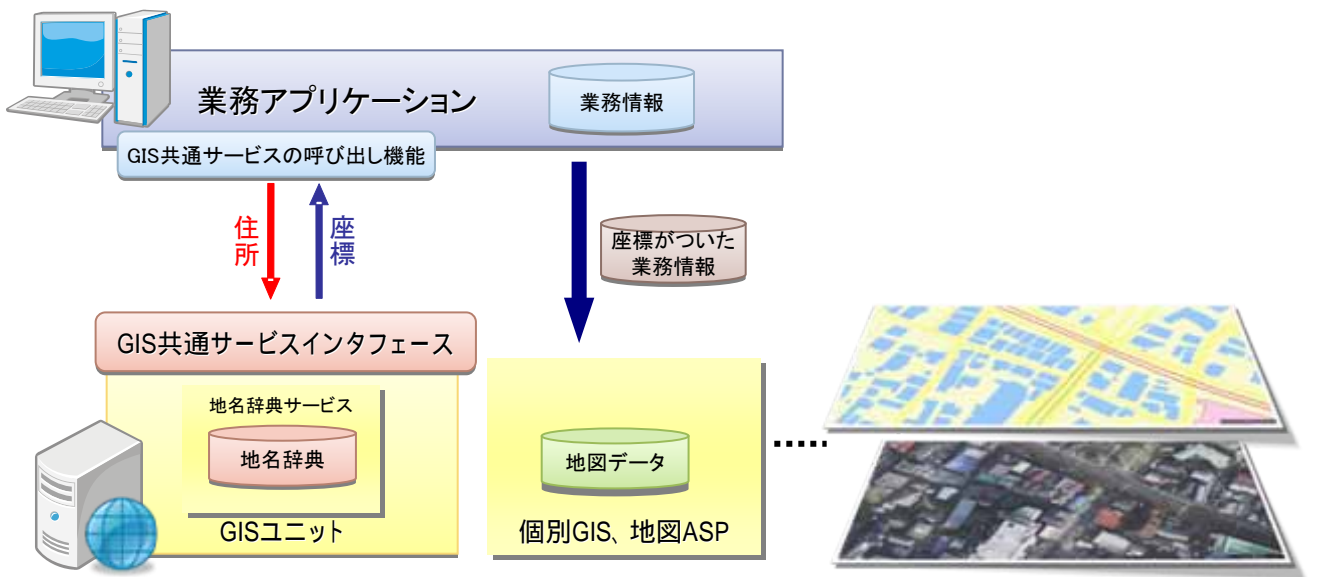 業務アプリケーション
業務情報
GIS共通サービスの呼び出し機能
住所
座標
座標がついた
業務情報
GIS共通サービスインタフェース
地名辞典サービス
地名辞典
GISユニット
地図データ
個別GIS、地図ASP